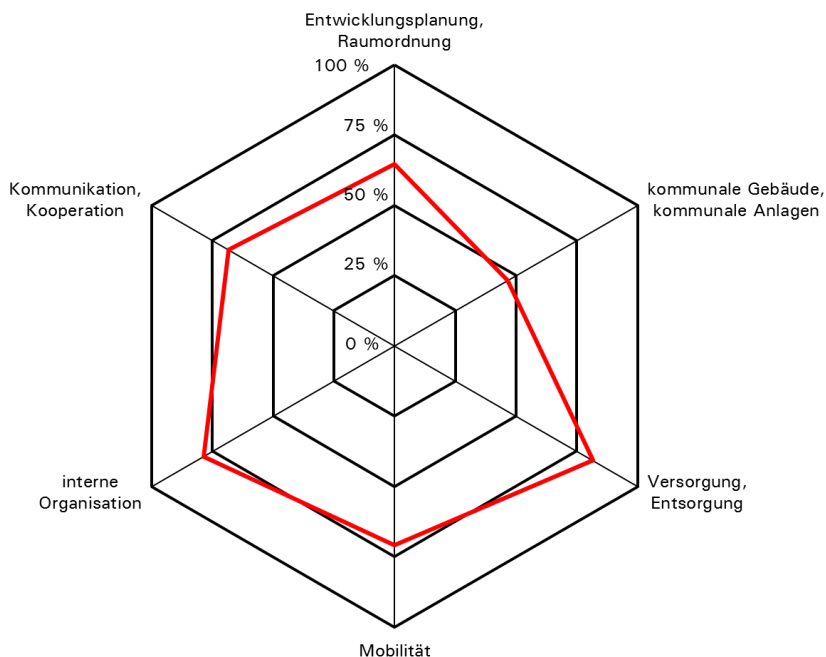 Entwicklungsplanung,
Raumordnung
100 %
75 %
50 %
25 %
0 %
kommunale Gebäude,
kommunale Anlagen
Versorgung,
Entsorgung
Mobilität
interne
Organisation
Kommunikation,
Kooperation